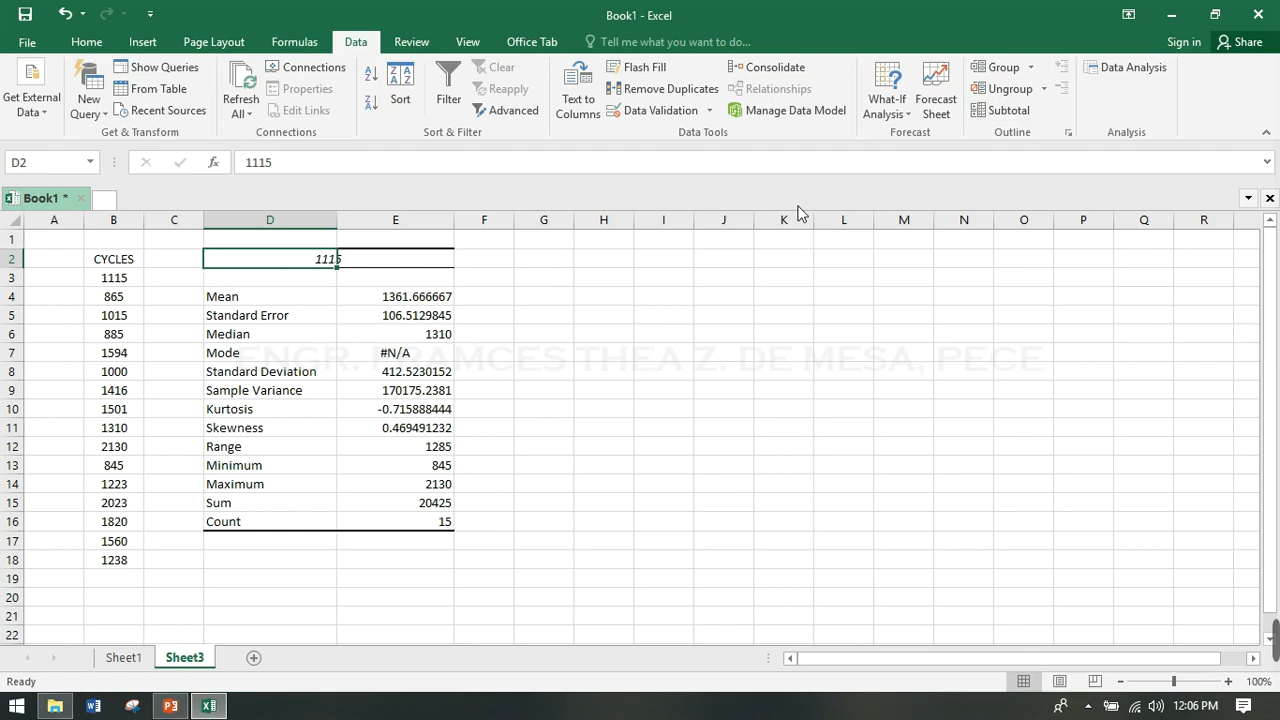 Book1 - Excel
File Home Insert Page Layout Formulas Data Review View Office Tab Tell me what you want to do... Sign in Share
Get External Data
New Query
Show Queries
From Table
Recent Sources
Get & Transform
Refresh All
Connections
Properties
Edit Links
Connections
Sort
Filter
Clear
Reapply
Advanced
Sort & Filter
Text to Columns
Flash Fill
Remove Duplicates
Data Validation
Consolidate
Relationships
Manage Data Model
Data Tools
What-If Analysis
Forecast Sheet
Forecast
Group
Ungroup
Subtotal
Outline
Data Analysis
Analysis
D2 fx 1115
Book1 *
A B C D E F G H I J K L M N O P Q R
1
2 CYCLES 1115
3 1115
4 865 Mean 1361.666667
5 1015 Standard Error 106.5129845
6 885 Median 1310
7 1594 Mode #N/A
ENGR. FRAMCES THEA Z. DE MESA, PECE
8 1000 Standard Deviation 412.5230152
9 1416 Sample Variance 170175.2381
10 1501 Kurtosis -0.715888444
11 1310 Skewness 0.469491232
12 2130 Range 1285
13 845 Minimum 845
14 1223 Maximum 2130
15 2023 Sum 20425
16 1820 Count 15
17 1560
18 1238
19
20
21
22
Sheet1 Sheet3
Ready 100%
12:06 PM